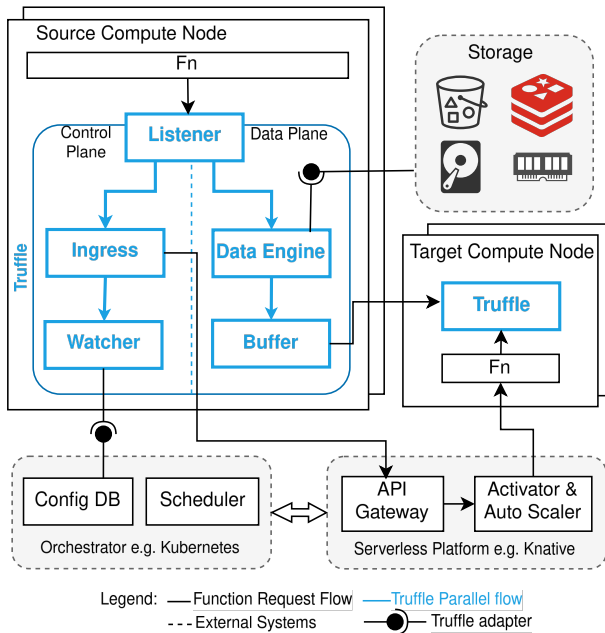 Source Compute Node
Fn
Control
Plane
Listener
Data Plane
Truffle
Ingress
Data Engine
Watcher
Buffer
Storage
Target Compute Node
Truffle
Fn
Config DB
Scheduler
Orchestrator e.g. Kubernetes
API
Gateway
Activator &
Auto Scaler
Serverless Platform e.g. Knative
Legend:
Function Request Flow
Truffle Parallel flow
External Systems
Truffle adapter